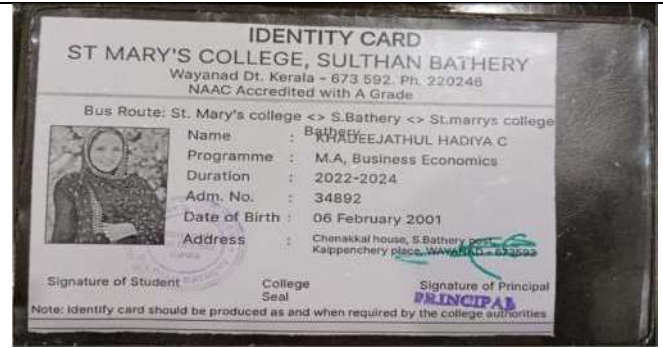 IDENTITY CARD
ST MARY'S COLLEGE, SULTHAN BATHERY
Wayanad Dt. Kerala - 673 592. Ph. 220246
NAAC Accredited with A Grade
Bus Route: St. Mary's college <> S.Bathery <> St.marrys college
Bathery
Name : KHADEEJATHUL HADIYA C
Programme : M.A, Business Economics
Duration : 2022-2024
Adm. No. : 34892
Date of Birth : 06 February 2001
Address : Chenakkal house, S.Bathery post,
Kaippenchery place, WAYANAD - 673592
Signature of Student College Seal Signature of Principal
PRINCIPAL
Note: Identify card should be produced as and when required by the college authorities